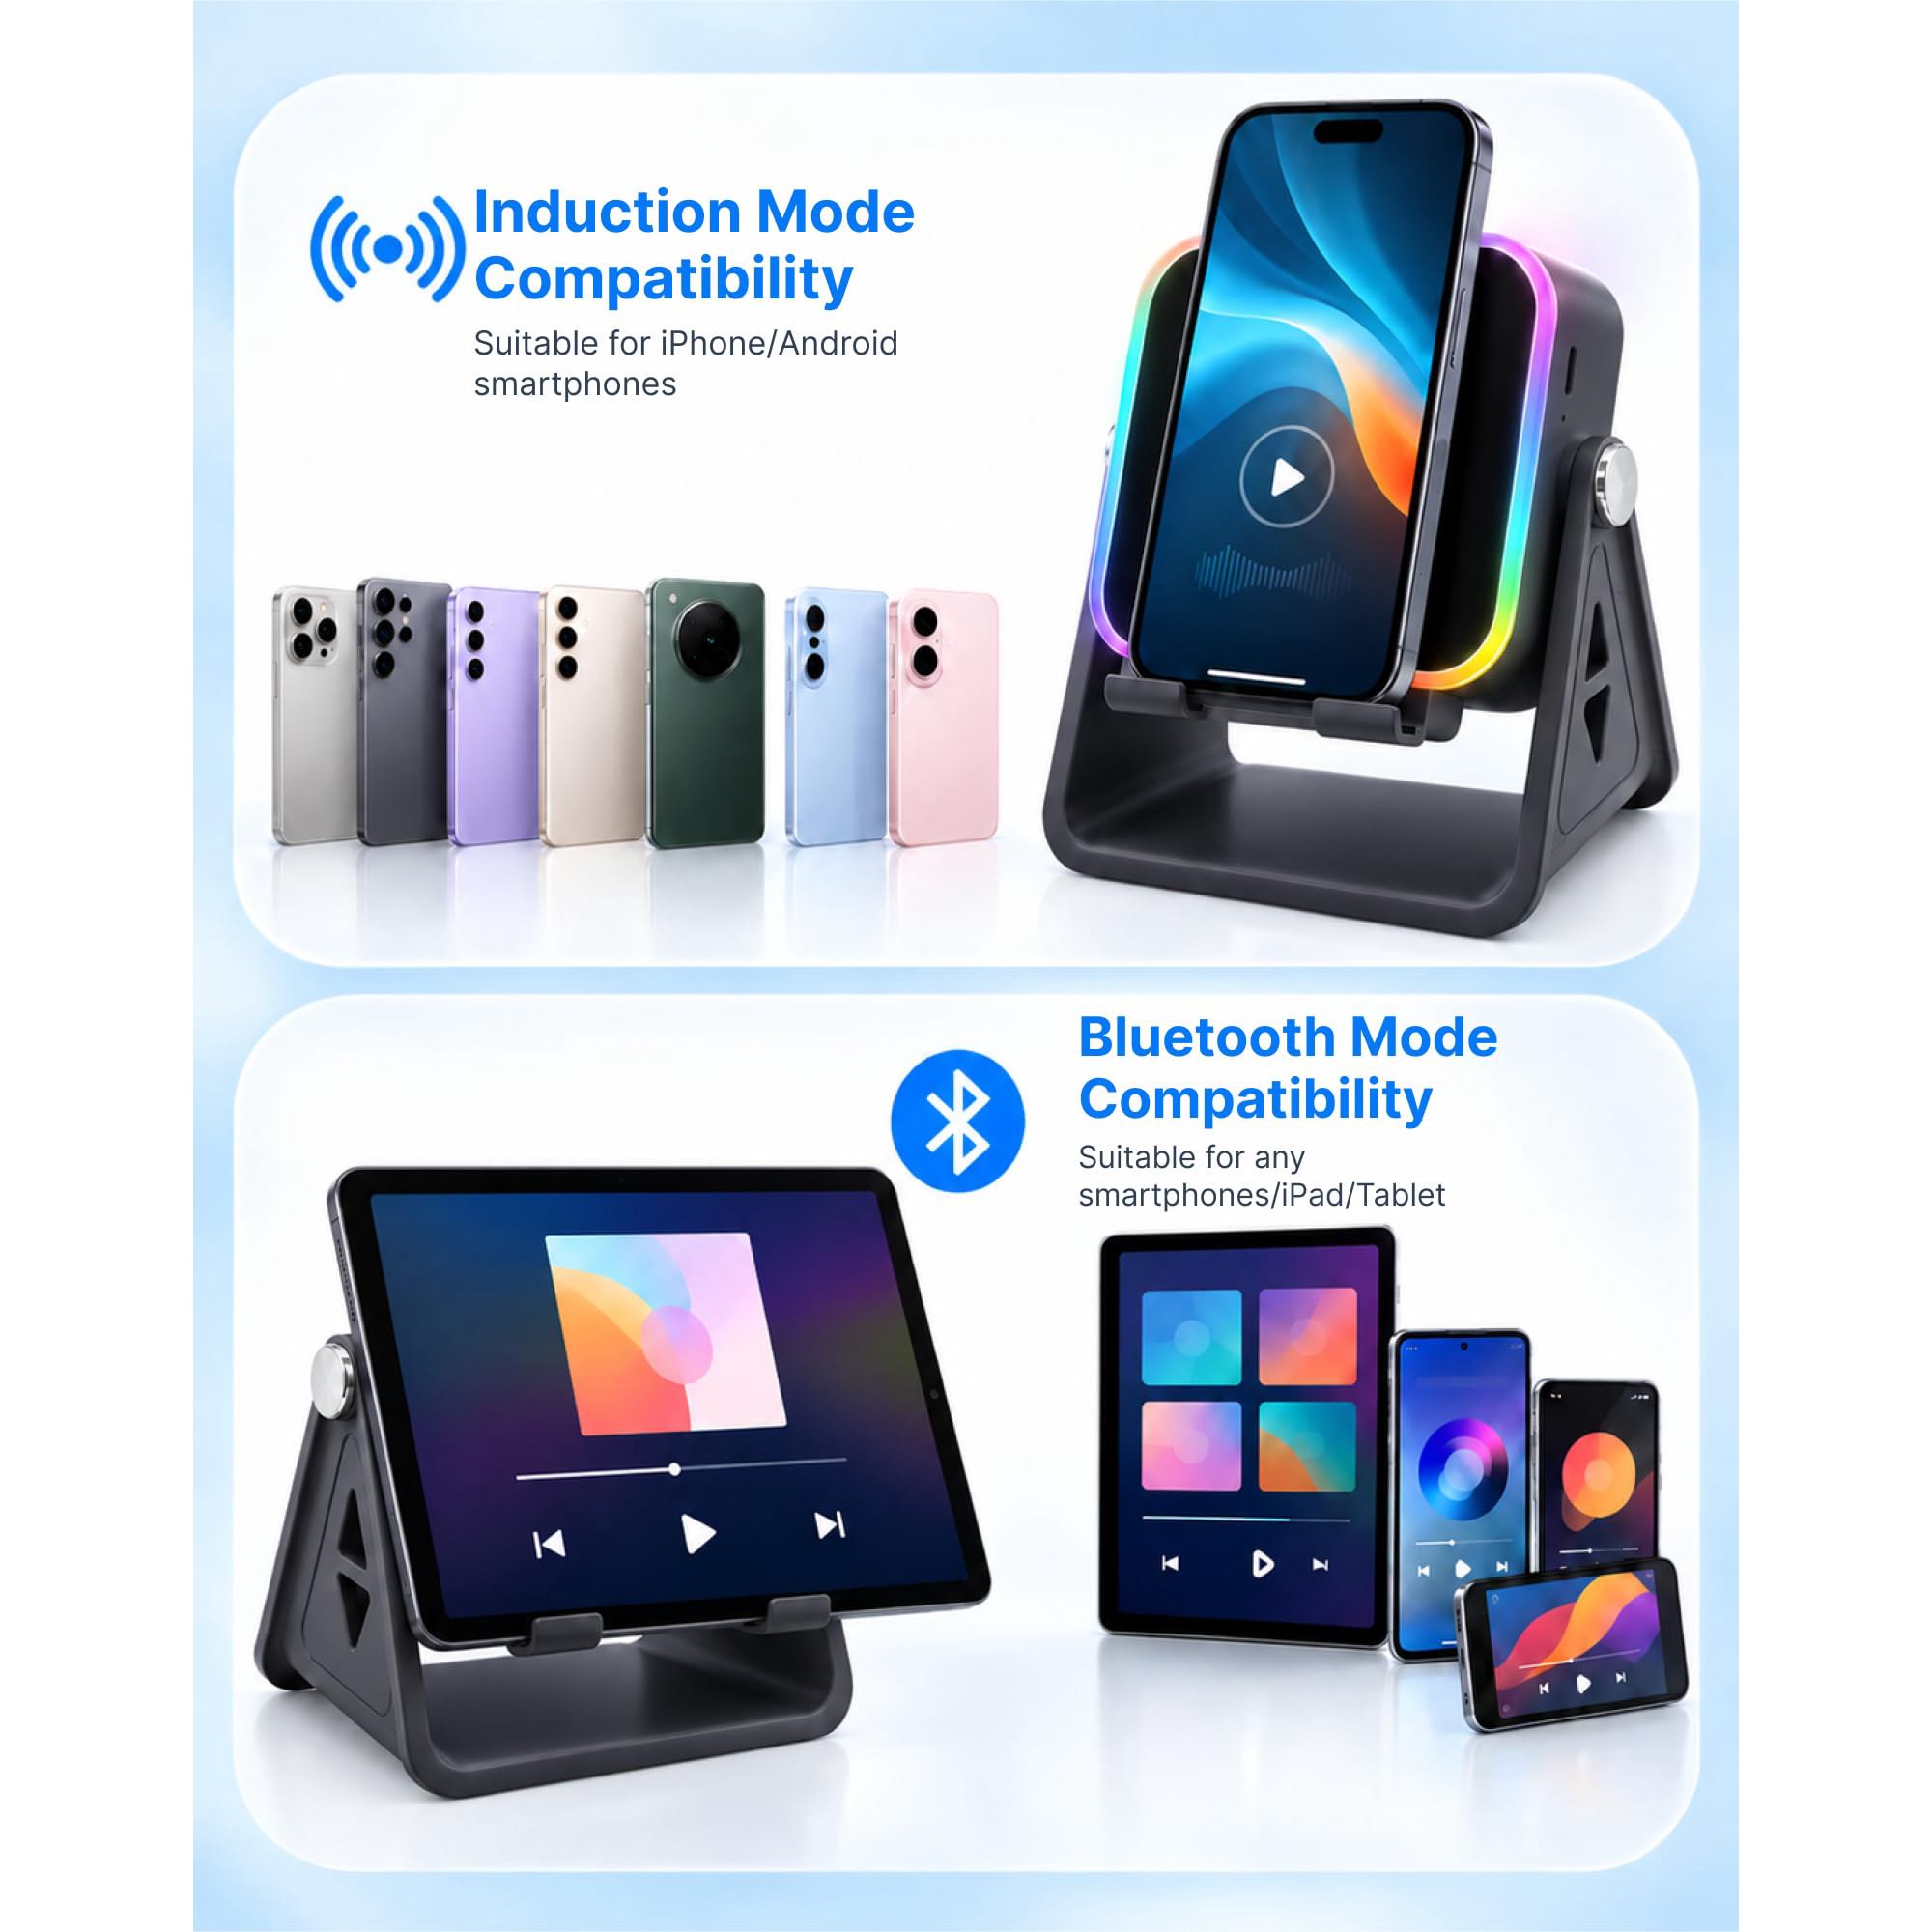 Induction Mode
Compatibility
Suitable for iPhone/Android
smartphones
Bluetooth Mode
Compatibility
Suitable for any
smartphones/iPad/Tablet